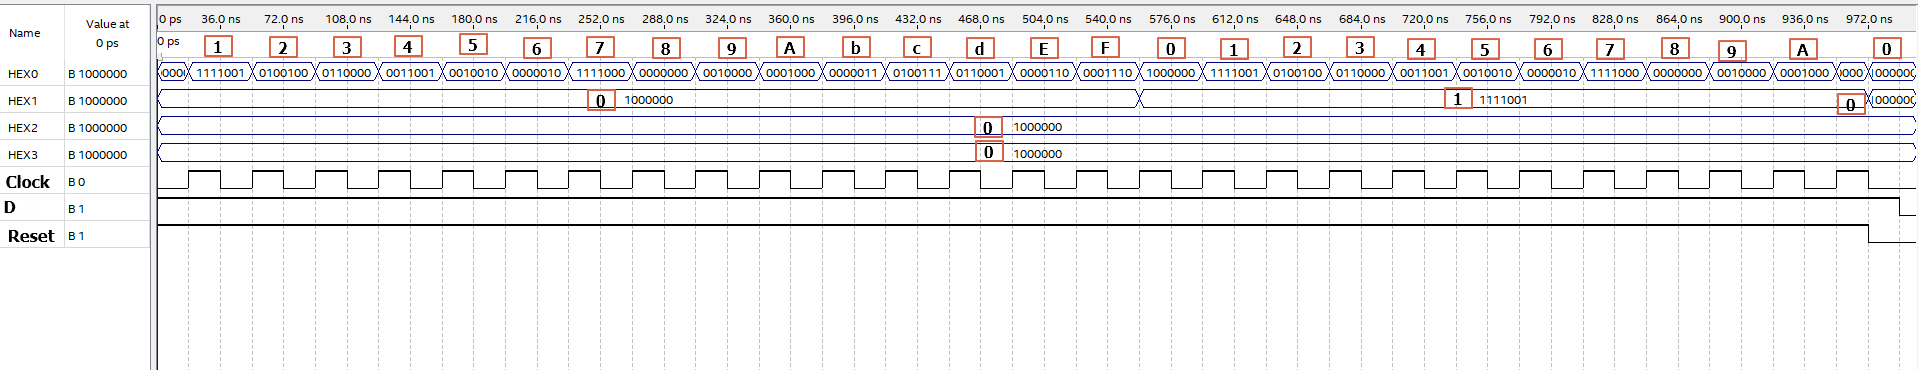 Name Value at 0 ps
0 ps 36.0 ns 72.0 ns 108.0 ns 144.0 ns 180.0 ns 216.0 ns 252.0 ns 288.0 ns 324.0 ns 360.0 ns 396.0 ns 432.0 ns 468.0 ns 504.0 ns 540.0 ns 576.0 ns 612.0 ns 648.0 ns 684.0 ns 720.0 ns 756.0 ns 792.0 ns 828.0 ns 864.0 ns 900.0 ns 936.0 ns 972.0 ns
0 ps
1 2 3 4 5 6 7 8 9 A b c d E F 0 1 2 3 4 5 6 7 8 9 A 0
HEX0 B 1000000 000 1111001 0100100 0110000 0011001 0010010 0000010 1111000 0000000 0010000 0001000 0000011 0100111 0110001 0000110 0001110 1000000 1111001 0100100 0110000 0011001 0010010 0000010 1111000 0000000 0010000 0001000 000 000000
HEX1 B 1000000 0 1000000 1 1111001 0 000000
HEX2 B 1000000 0 1000000
HEX3 B 1000000 0 1000000
Clock B 0
D B 1
Reset B 1